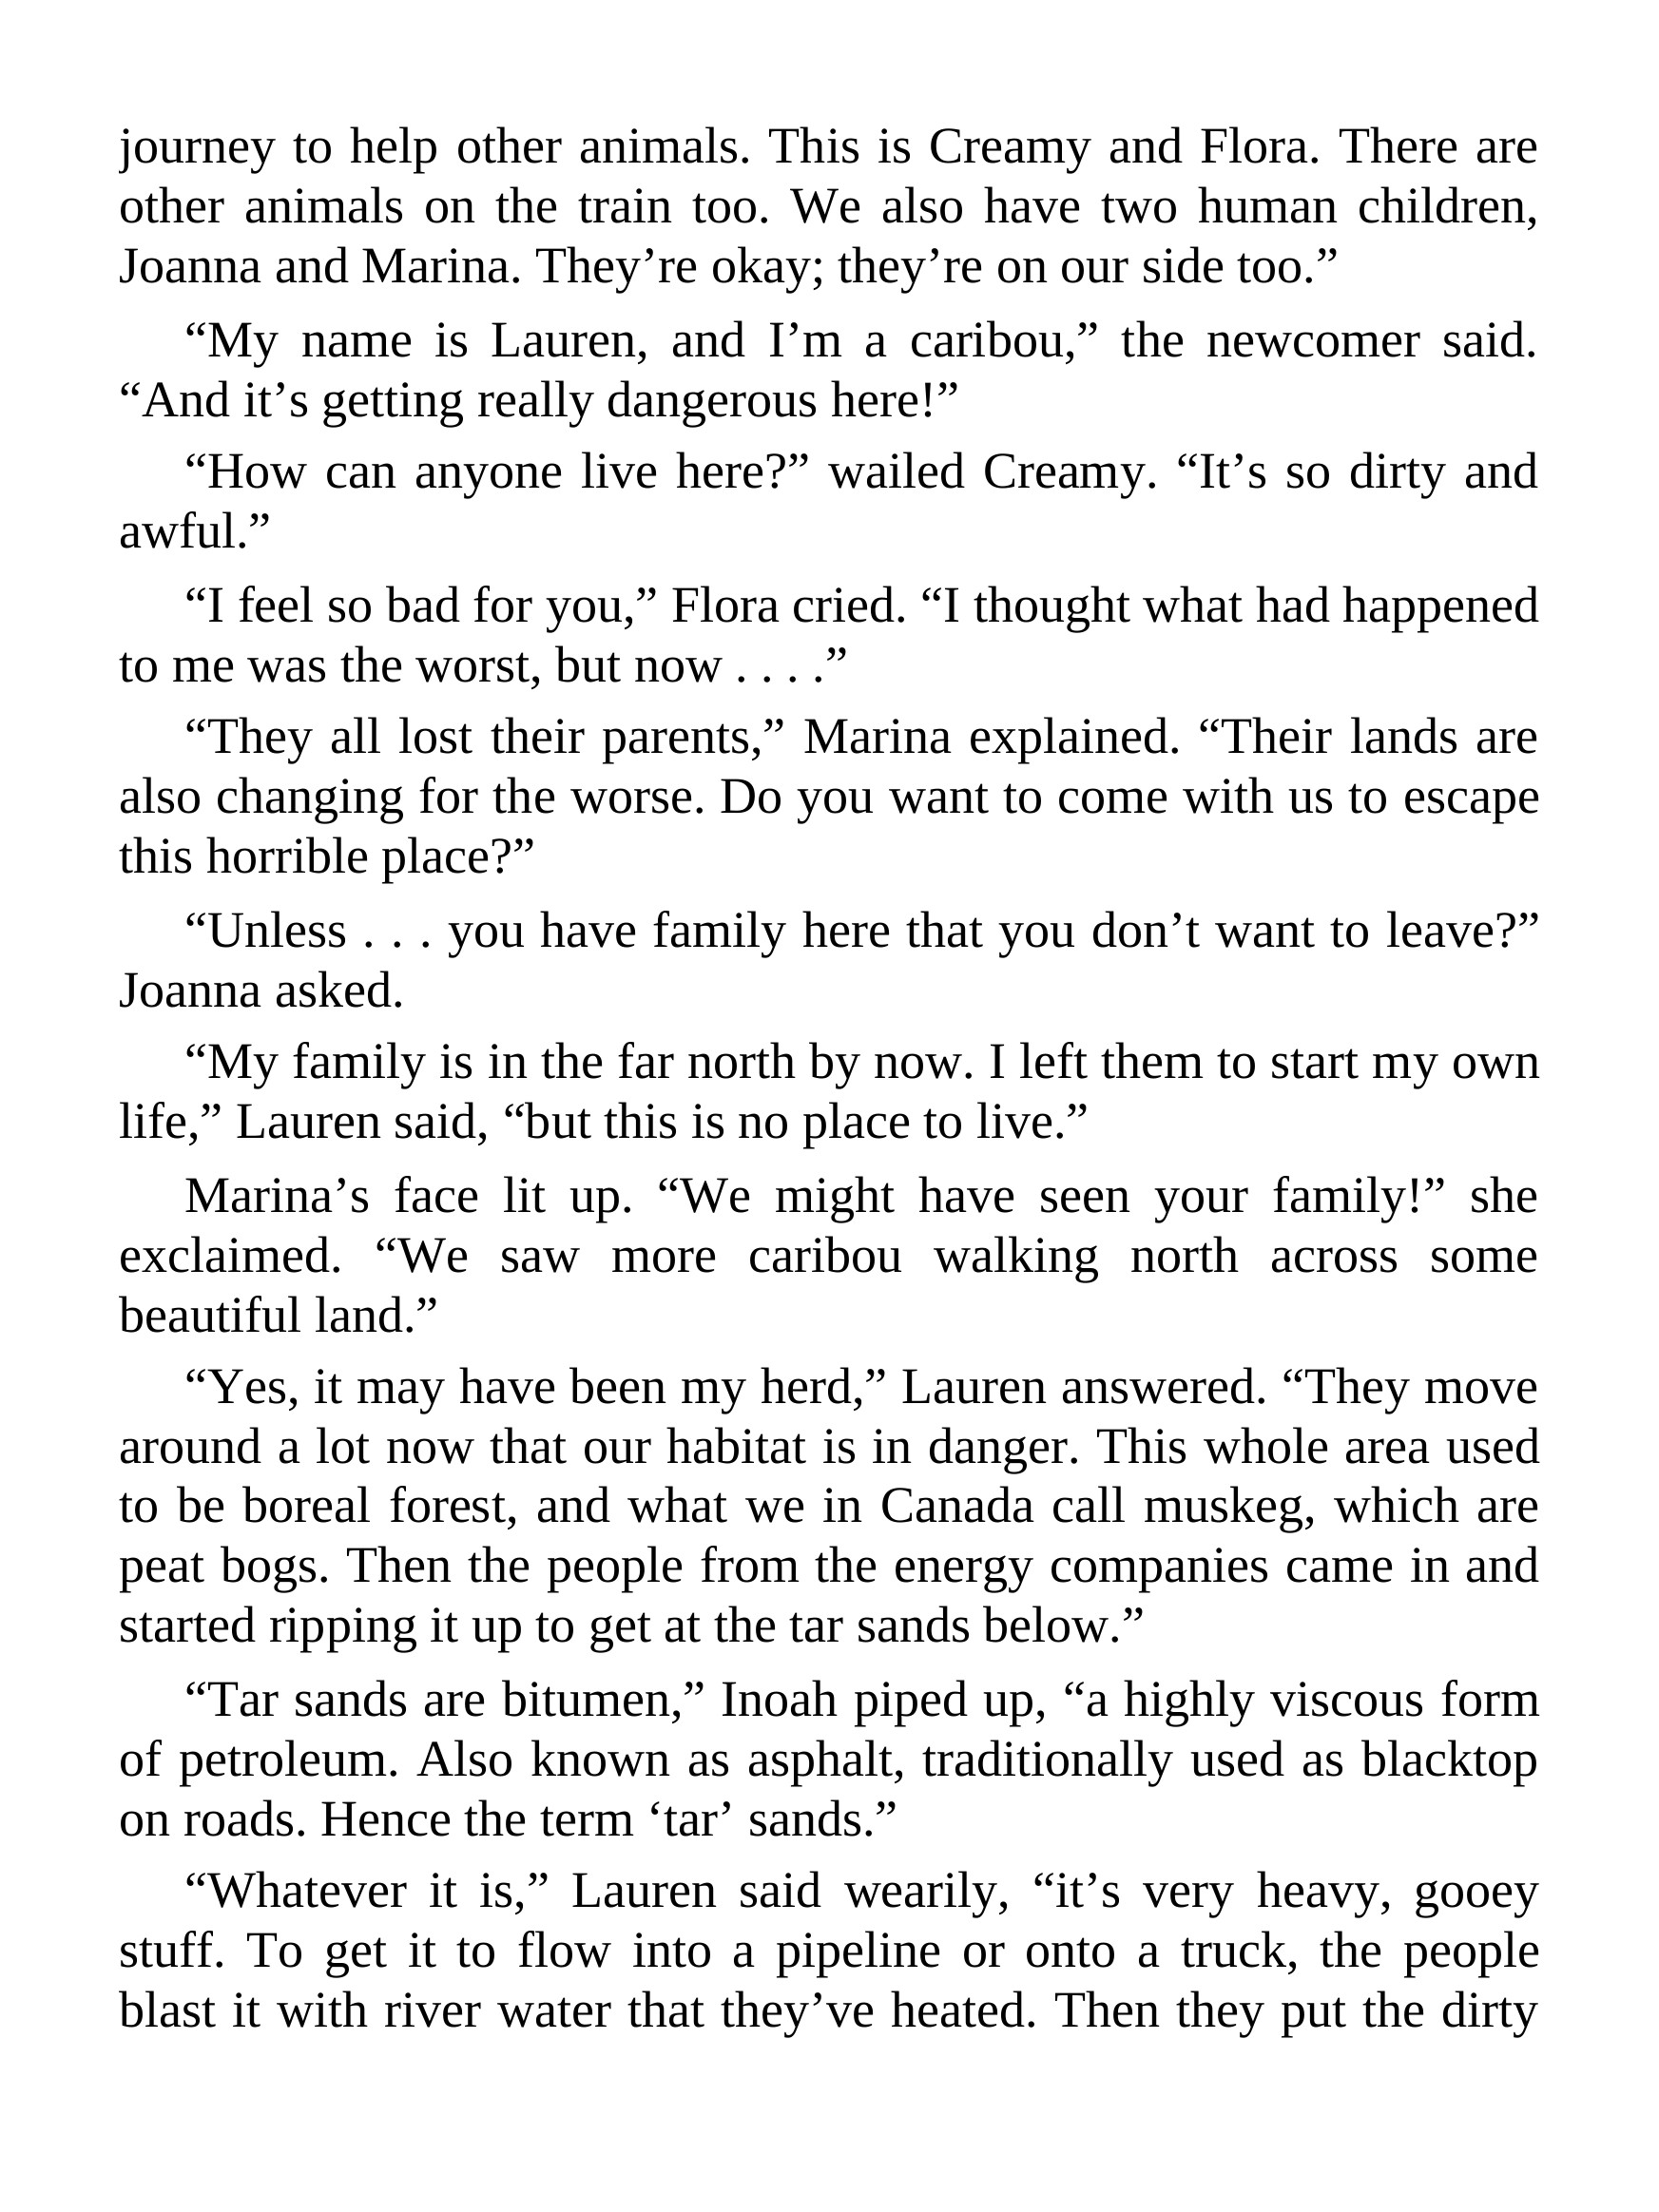 journey to help other animals. This is Creamy and Flora. There are
other animals on the train too. We also have two human children,
Joanna and Marina. They’re okay; they’re on our side too.”
“My name is Lauren, and I’m a caribou,” the newcomer said.
“And it’s getting really dangerous here!”
“How can anyone live here?” wailed Creamy. “It’s so dirty and
awful.”
“I feel so bad for you,” Flora cried. “I thought what had happened
to me was the worst, but now . . . .”
“They all lost their parents,” Marina explained. “Their lands are
also changing for the worse. Do you want to come with us to escape
this horrible place?”
“Unless . . . you have family here that you don’t want to leave?”
Joanna asked.
“My family is in the far north by now. I left them to start my own
life,” Lauren said, “but this is no place to live.”
Marina’s face lit up. “We might have seen your family!” she
exclaimed. “We saw more caribou walking north across some
beautiful land.”
“Yes, it may have been my herd,” Lauren answered. “They move
around a lot now that our habitat is in danger. This whole area used
to be boreal forest, and what we in Canada call muskeg, which are
peat bogs. Then the people from the energy companies came in and
started ripping it up to get at the tar sands below.”
“Tar sands are bitumen,” Inoah piped up, “a highly viscous form
of petroleum. Also known as asphalt, traditionally used as blacktop
on roads. Hence the term ‘tar’ sands.”
“Whatever it is,” Lauren said wearily, “it’s very heavy, gooey
stuff. To get it to flow into a pipeline or onto a truck, the people
blast it with river water that they’ve heated. Then they put the dirty